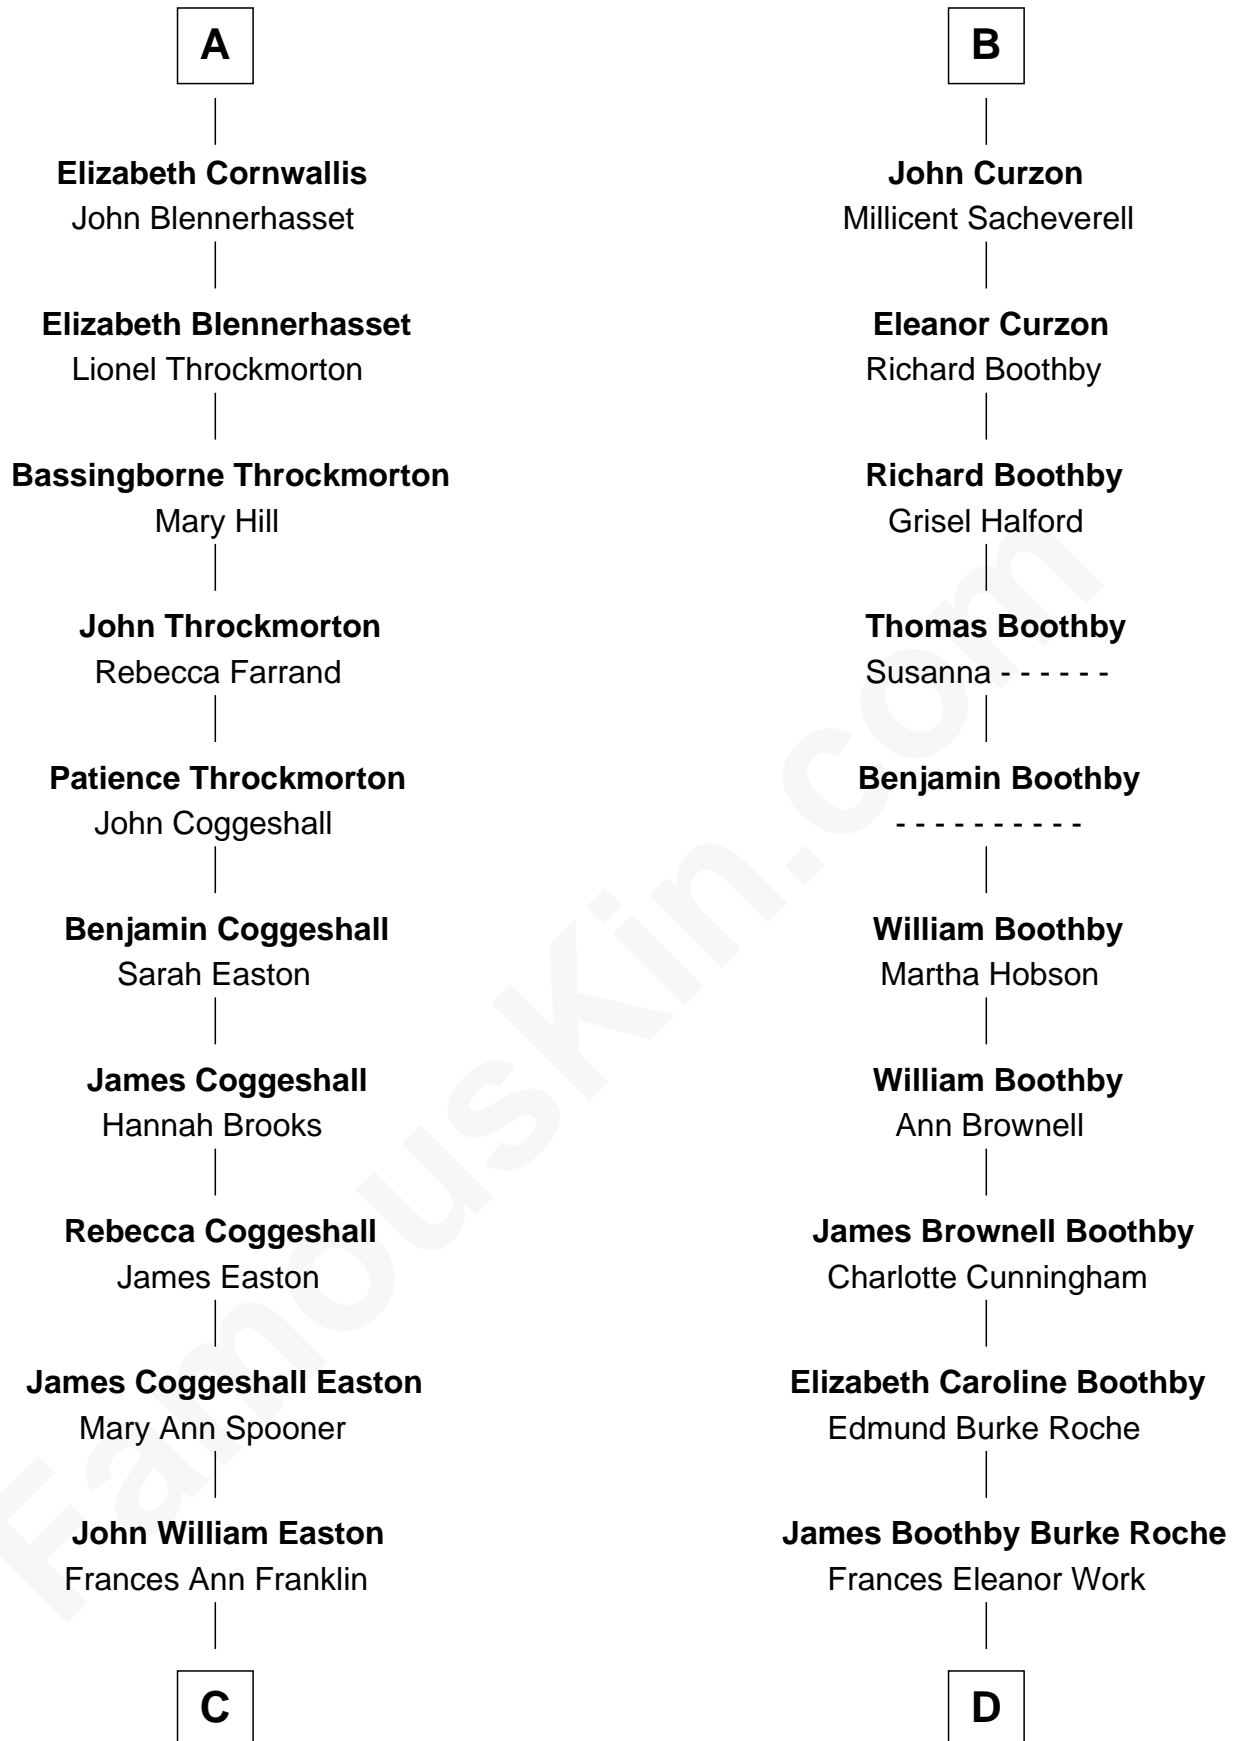 A
Elizabeth Cornwallis
John Blennerhasset
Elizabeth Blennerhasset
Lionel Throckmorton
Bassingborne Throckmorton
Mary Hill
John Throckmorton
Rebecca Farrand
Patience Throckmorton
John Coggeshall
Benjamin Coggeshall
Sarah Easton
James Coggeshall
Hannah Brooks
Rebecca Coggeshall
James Easton
James Coggeshall Easton
Mary Ann Spooner
John William Easton
Frances Ann Franklin
C
B
John Curzon
Millicent Sacheverell
Eleanor Curzon
Richard Boothby
Richard Boothby
Grisel Halford
Thomas Boothby
Susanna - - - - - -
Benjamin Boothby
- - - - - - - - - -
William Boothby
Martha Hobson
William Boothby
Ann Brownell
James Brownell Boothby
Charlotte Cunningham
Elizabeth Caroline Boothby
Edmund Burke Roche
James Boothby Burke Roche
Frances Eleanor Work
D
FamousKin.com